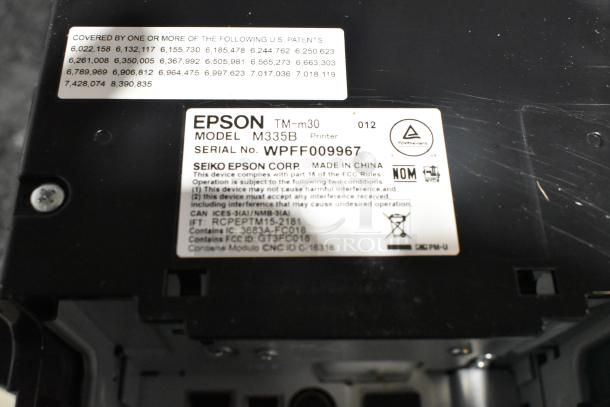 COVERED BY ONE OR MORE OF THE FOLLOWING U.S. PATENTS
6,022,158 6,132,117 6,155,730 6,185,478 6,244,762 6,250,623
6,261,008 6,350,005 6,367,992 6,505,981 6,565,273 6,663,303
6,789,969 6,906,812 6,964,475 6,997,623 7,017,036 7,018,119
7,428,074 8,390,835
EPSON TM-m30 012
MODEL M335B Printer
SERIAL No. WPFF009967
SEIKO EPSON CORP. MADE IN CHINA
This device complies with part 15 of the FCC Rules
Operation is subject to the following two conditions:
(1) This device may not cause harmful interference,and
(2) this device must accept any interference received,
including interference that may cause undesired operation.
CAN ICES-3(A)/NMB-3(A)
IFT: RCPEPTM15-2181
Contains IC: 3683A-FC018
Contains FCC ID: GT3FC018
Contiene Modulo CNC ID:C-16316
NOM
PM-U
GROUP